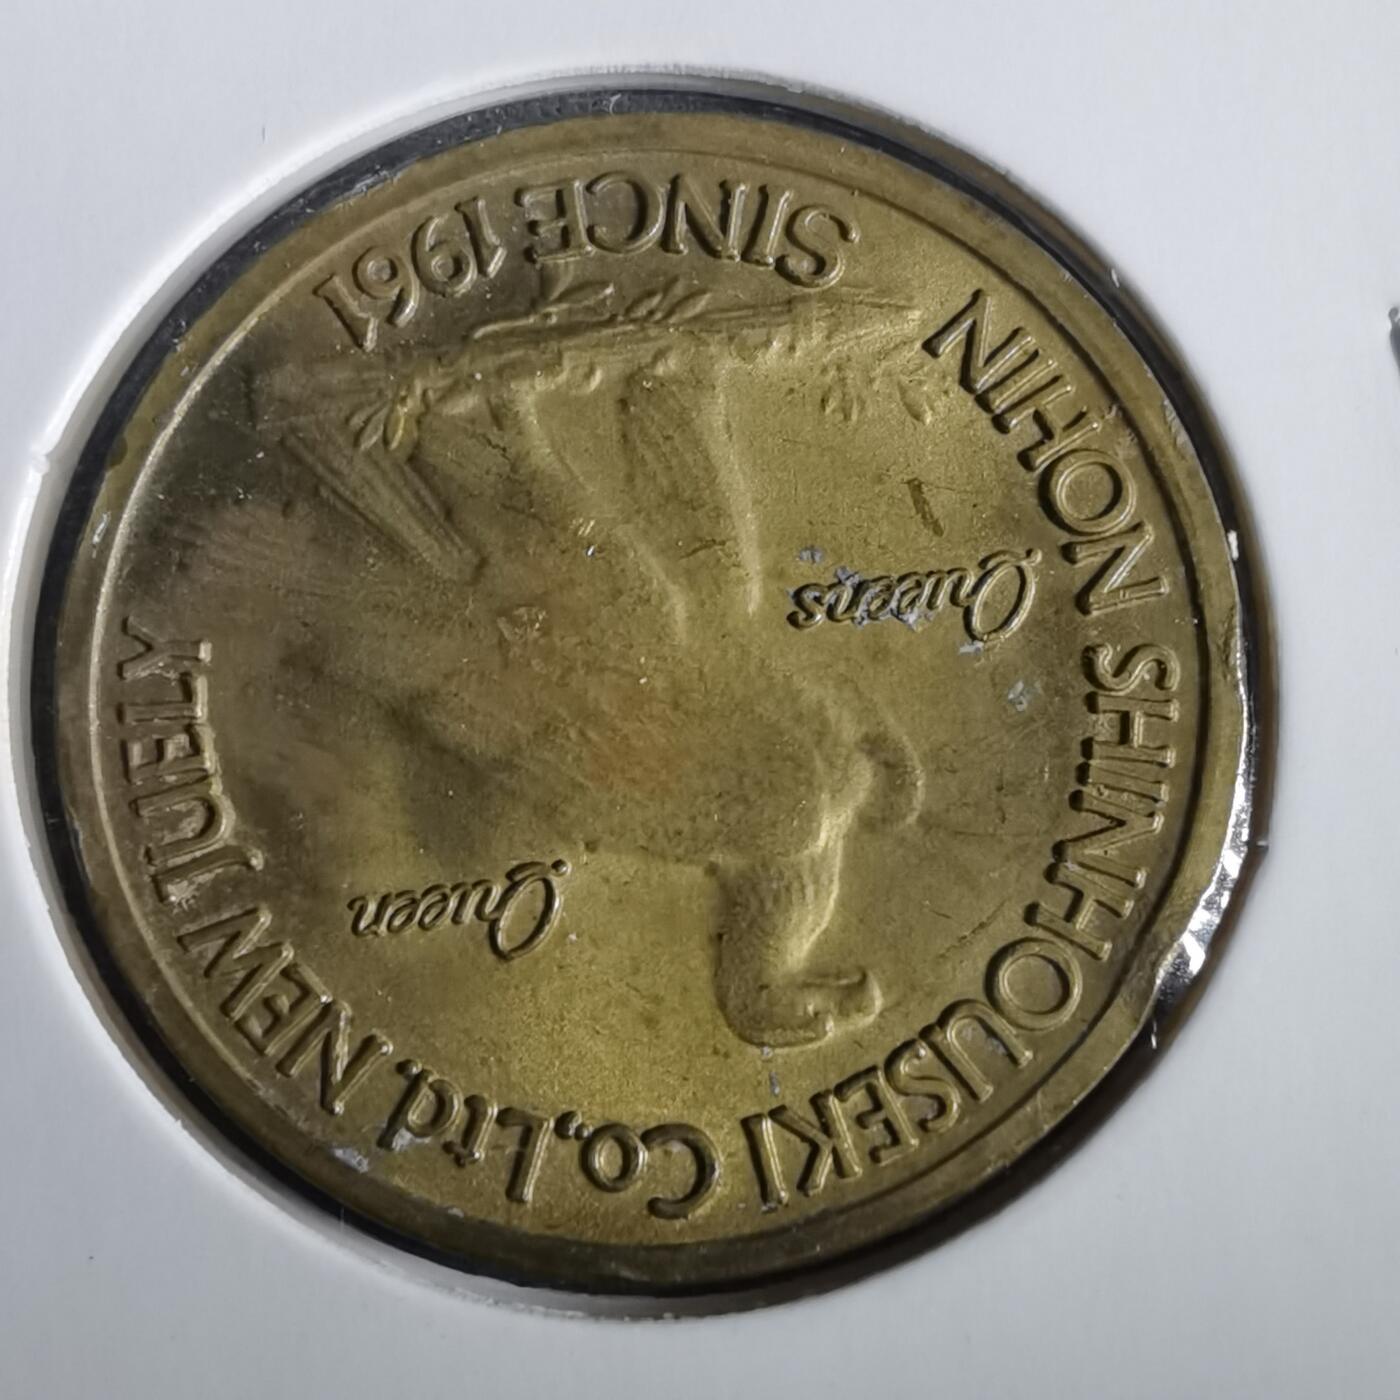 NIHON SHINHOUSEKI Co.,Ltd. NEW JUELY
Queen
Queens
SINCE 1961